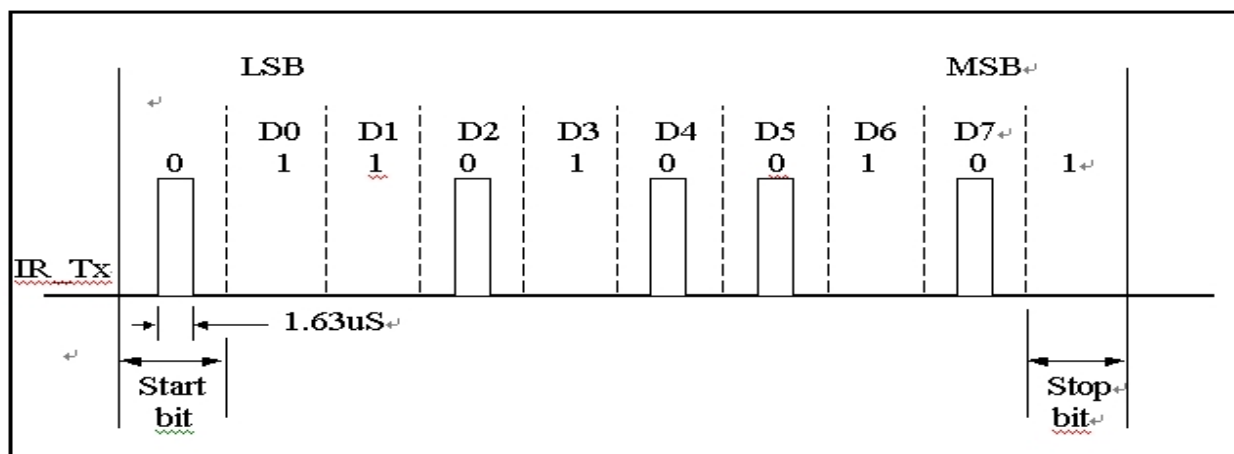 LSB MSB
D0 D1 D2 D3 D4 D5 D6 D7
0 1 1 0 1 0 0 1 0 1
IR_Tx
1.63uS
Start Stop
bit bit